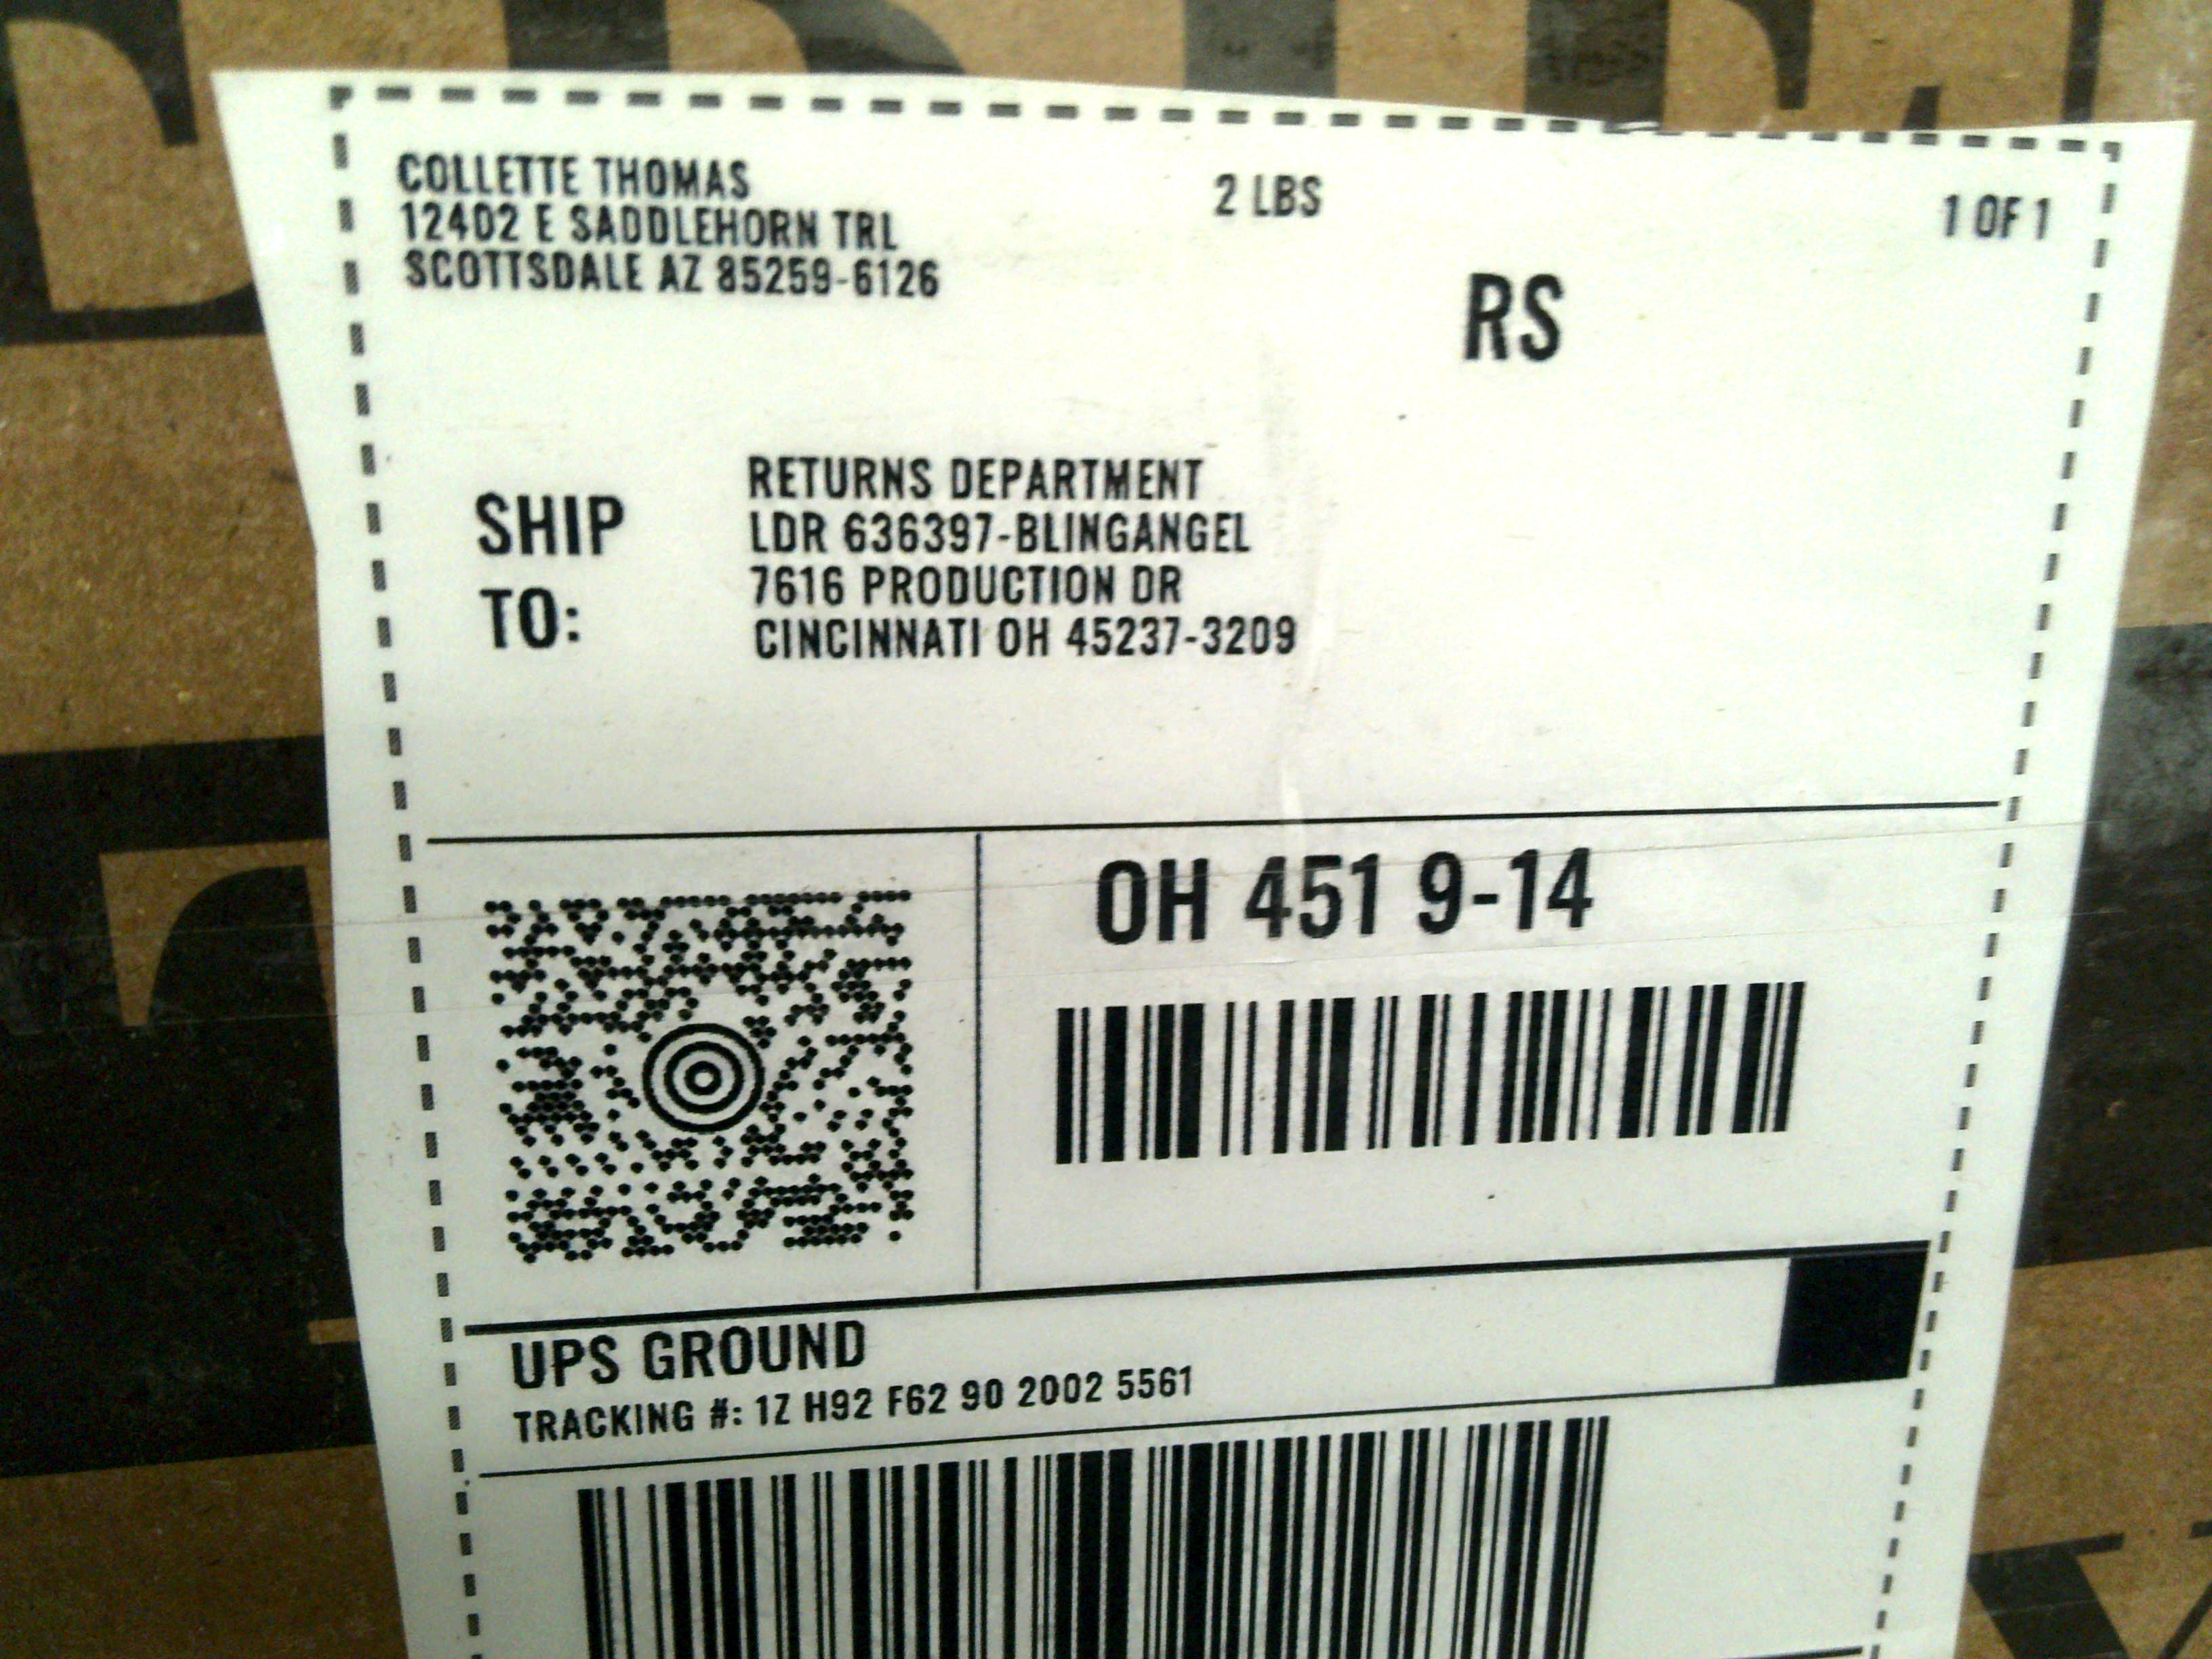 COLLETTE THOMAS
12402 E SADDLEHORN TRL
SCOTTSDALE AZ 85259-6126
2 LBS
1 OF 1
RS
SHIP
TO:
RETURNS DEPARTMENT
LDR 636397-BLINGANGEL
7616 PRODUCTION DR
CINCINNATI OH 45237-3209
OH 451 9-14
UPS GROUND
TRACKING #: 1Z H92 F62 90 2002 5561